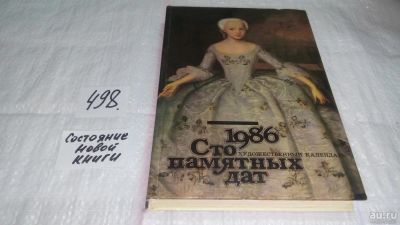 498.
Состояние
новой
книги
1986
ХУДОЖЕСТВЕННЫЙ КАЛЕНДАРЬ
Сто
памятных
дат
au.ru